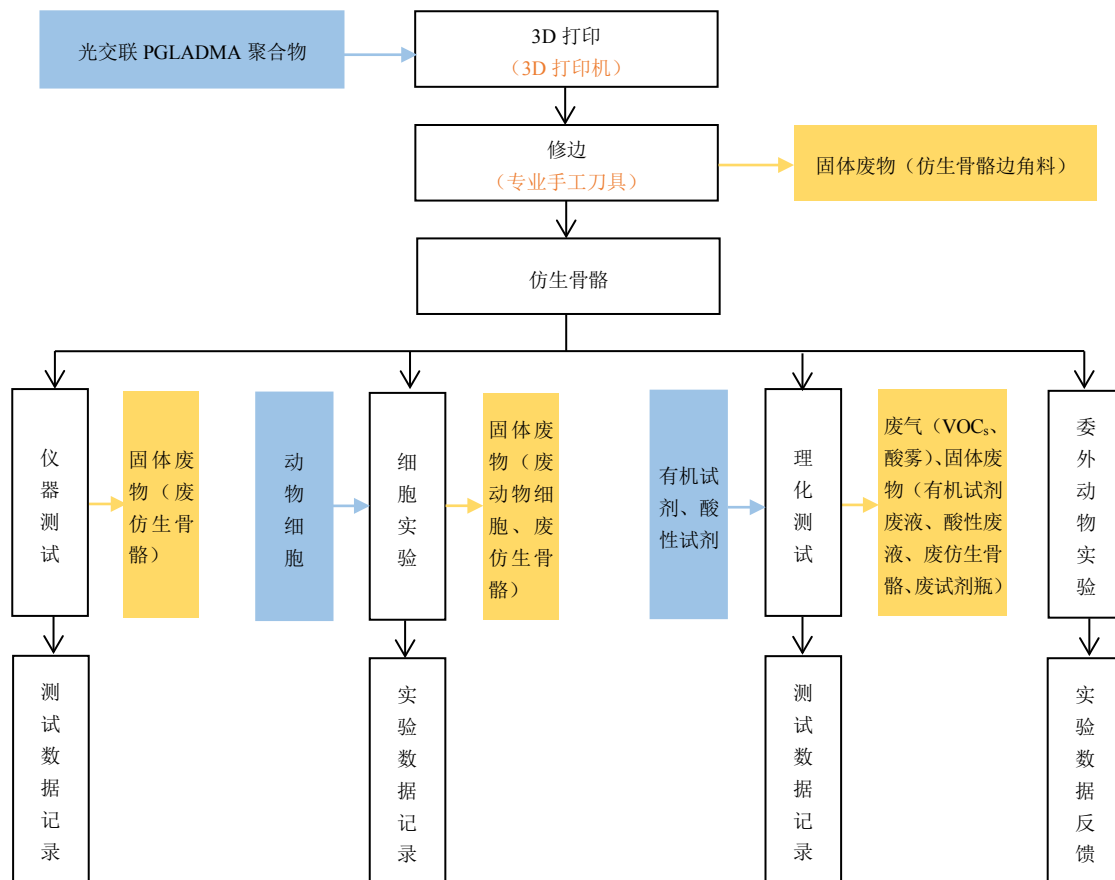 光交联 PGLADMA 聚合物
3D 打印
（3D 打印机）
修边
（专业手工刀具）
固体废物（仿生骨骼边角料）
仿生骨骼
仪器测试
固体废
物（废
仿生骨
骼）
动物细胞
细胞实验
固体废
物（废
动物细
胞、废
仿生骨
骼）
有机试
剂、酸
性试剂
理化测试
废气（VOCs、
酸雾）、固体废
物（有机试剂
废液、酸性废
液、废仿生骨
骼、废试剂瓶）
委外动物实验
测试数据记录
实验数据记录
测试数据记录
实验数据反馈